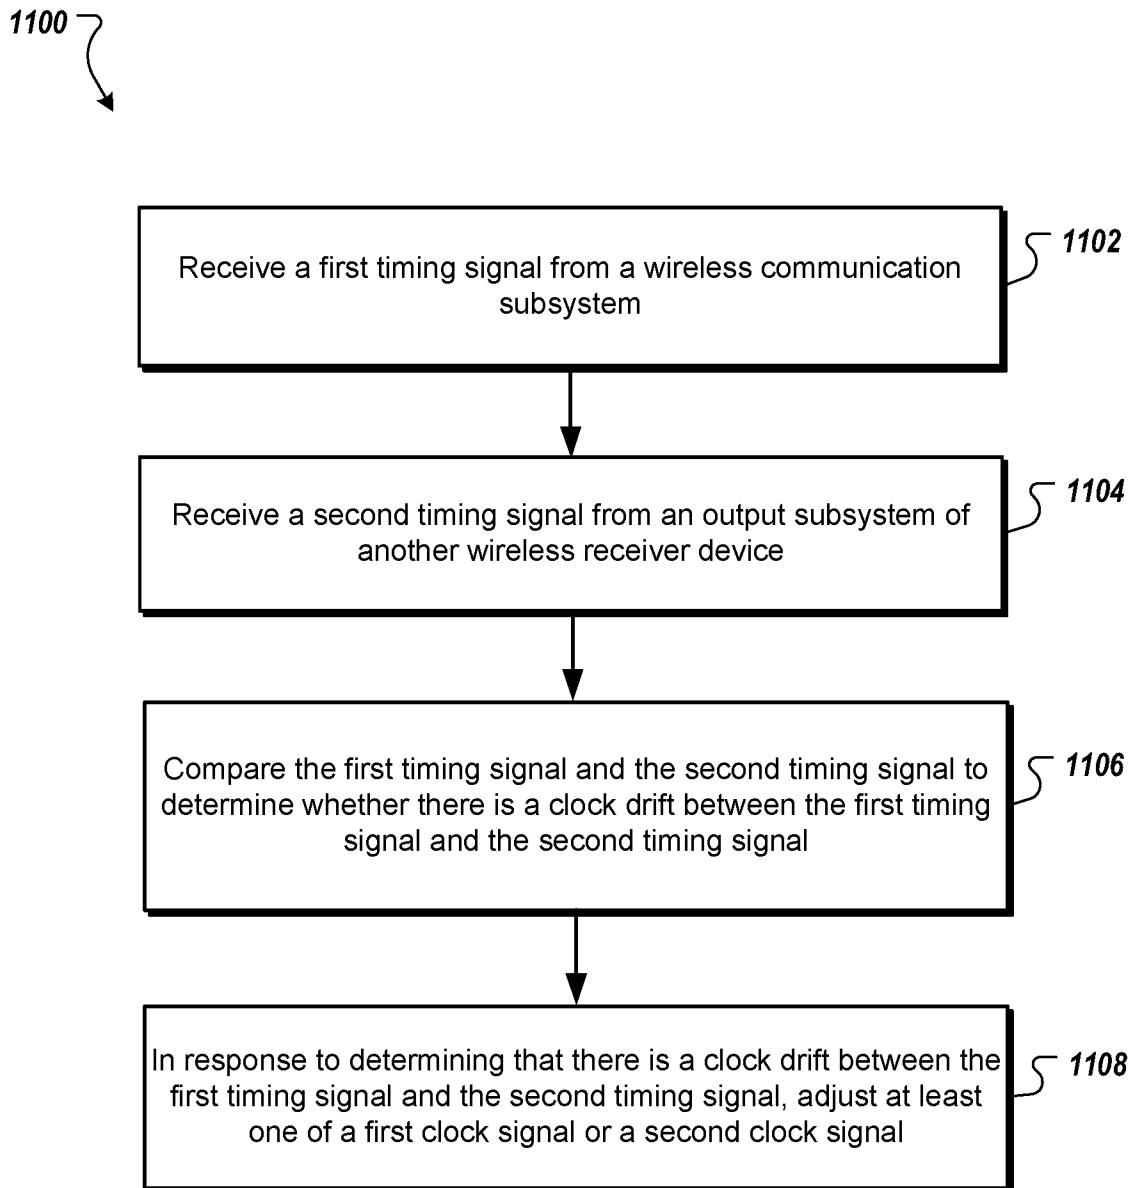 1100
Receive a first timing signal from a wireless communication
subsystem
1102
Receive a second timing signal from an output subsystem of
another wireless receiver device
1104
Compare the first timing signal and the second timing signal to
determine whether there is a clock drift between the first timing
signal and the second timing signal
1106
In response to determining that there is a clock drift between the
first timing signal and the second timing signal, adjust at least
one of a first clock signal or a second clock signal
1108